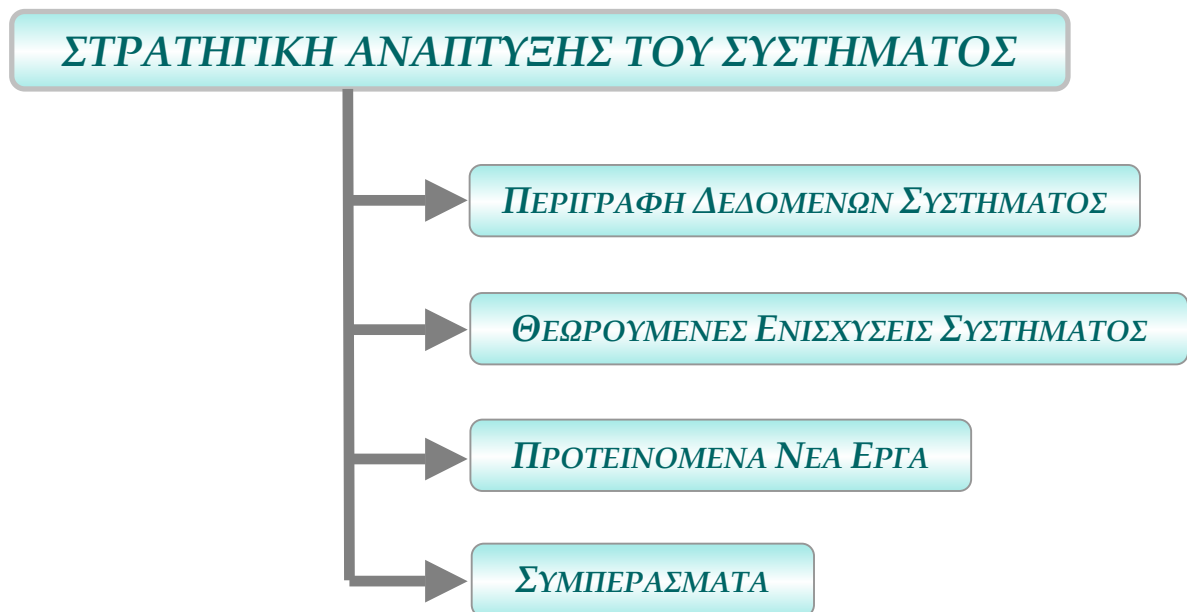 ΣΤΡΑΤΗΓΙΚΗ ΑΝΑΠΤΥΞΗΣ ΤΟΥ ΣΥΣΤΗΜΑΤΟΣ
ΠΕΡΙΓΡΑΦΗ ΔΕΔΟΜΕΝΩΝ ΣΥΣΤΗΜΑΤΟΣ
ΘΕΩΡΟΥΜΕΝΕΣ ΕΝΙΣΧΥΣΕΙΣ ΣΥΣΤΗΜΑΤΟΣ
ΠΡΟΤΕΙΝΟΜΕΝΑ ΝΕΑ ΕΡΓΑ
ΣΥΜΠΕΡΑΣΜΑΤΑ